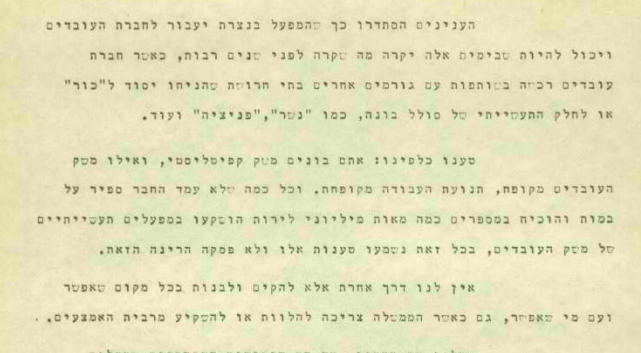 הענינים הסתדרו כך שהמפעל בנצרת יעבור לחברת העובדים
ויכול להיות שבימים אלה יקרה מה שקרה לפני שנים רבות, כאשר חברת
עובדים רכשה בשותפות עם גורמים אחרים בתי חרושת שהניחו יסוד ל"כור"
או לחלק התעשייתי של סולל בונה, כמו "נשר","פניציה" ועוד.
טענו כלפינו: אתם בונים משק קפיטליסטי, ואילו משק
העובדים מקופח, תנועת העבודה מקופחת. וכל כמה שלא עמד החבר ספיר על
במות והוכיח במספרים כמה מאות מיליוני לירות הושקעו במפעלים תעשייתיים
של משק העובדים, בכל זאת נשמעו טענות אלו ולא פסקה הרינה הזאת.
אין לנו דרך אחרת אלא להקים ולבנות בכל מקום שאפשר
ועם מי שאפשר, גם כאשר הממשלה צריכה להלוות או להשקיע מרבית האמצעים.